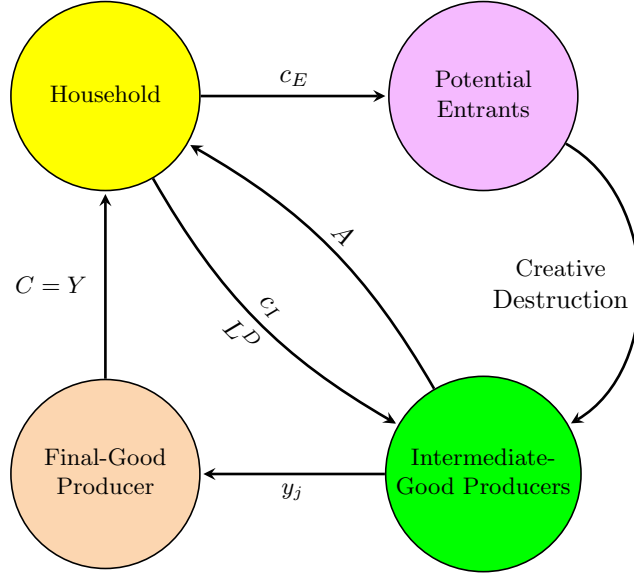 Household
c_E
Potential
Entrants
A
C = Y
c_I
L^D
Creative
Destruction
Final-Good
Producer
y_j
Intermediate-
Good Producers